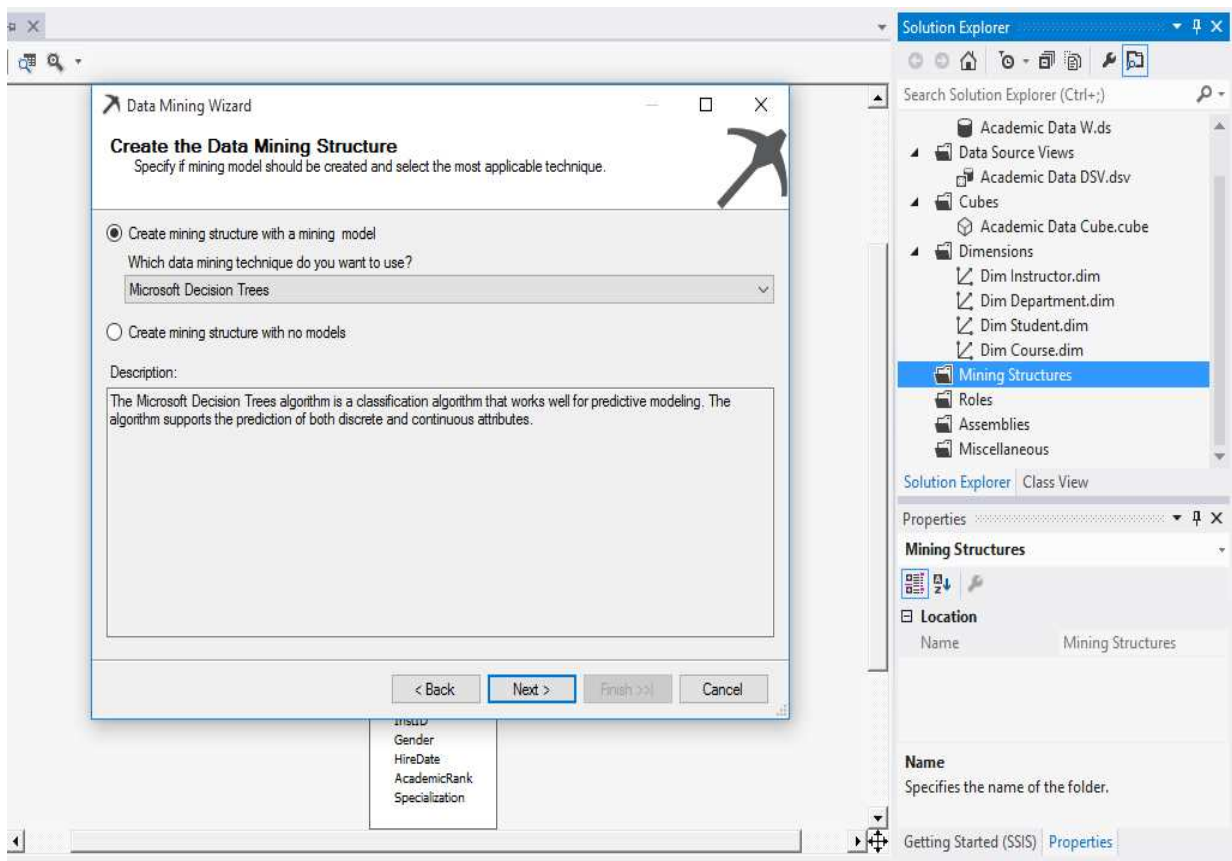 Data Mining Wizard
Create the Data Mining Structure
Specify if mining model should be created and select the most applicable technique.
Create mining structure with a mining model
Which data mining technique do you want to use?
Microsoft Decision Trees
Create mining structure with no models
Description:
The Microsoft Decision Trees algorithm is a classification algorithm that works well for predictive modeling. The
algorithm supports the prediction of both discrete and continuous attributes.
< Back
Next >
Finish >>|
Cancel
InstID
Gender
HireDate
AcademicRank
Specialization
Solution Explorer
Search Solution Explorer (Ctrl+;)
Academic Data W.ds
Data Source Views
Academic Data DSV.dsv
Cubes
Academic Data Cube.cube
Dimensions
Dim Instructor.dim
Dim Department.dim
Dim Student.dim
Dim Course.dim
Mining Structures
Roles
Assemblies
Miscellaneous
Solution Explorer
Class View
Properties
Mining Structures
Location
Name
Mining Structures
Name
Specifies the name of the folder.
Getting Started (SSIS)
Properties